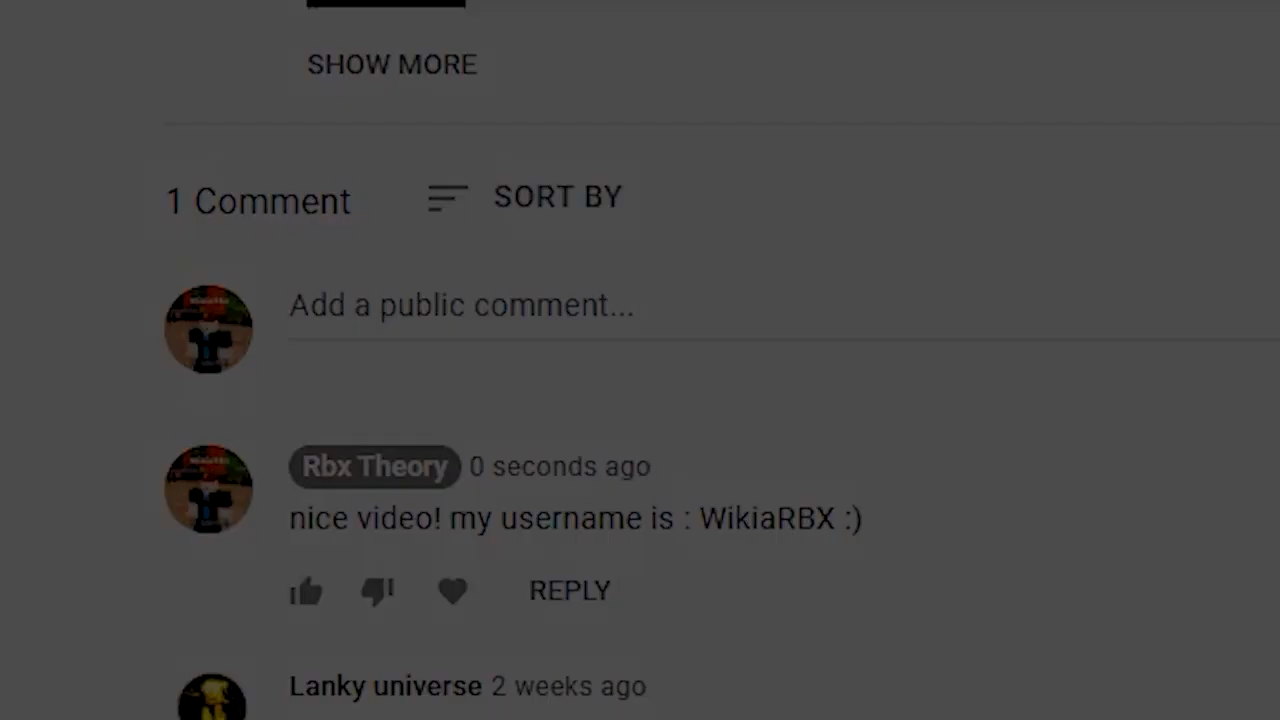 SHOW MORE
1 Comment
SORT BY
Add a public comment...
Rbx Theory 0 seconds ago
nice video! my username is : WikiaRBX :)
REPLY
Lanky universe 2 weeks ago